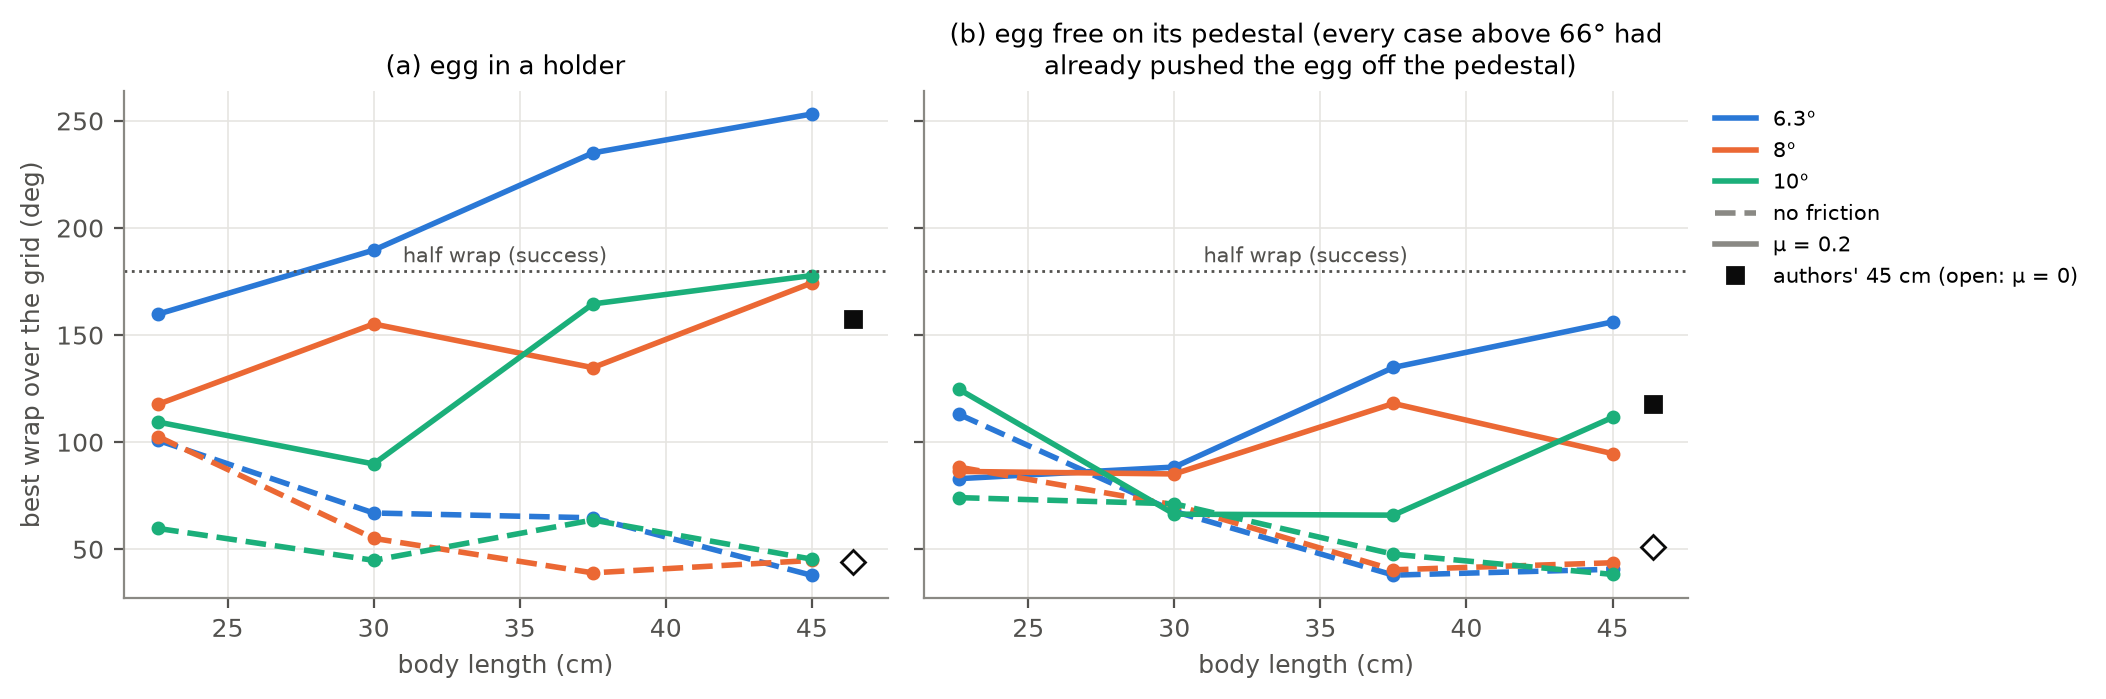 (a) egg in a holder
(b) egg free on its pedestal (every case above 66° had
already pushed the egg off the pedestal)
best wrap over the grid (deg)
250
200
150
100
50
half wrap (success)
half wrap (success)
25 30 35 40 45
25 30 35 40 45
body length (cm)
body length (cm)
6.3°
8°
10°
no friction
μ = 0.2
authors' 45 cm (open: μ = 0)